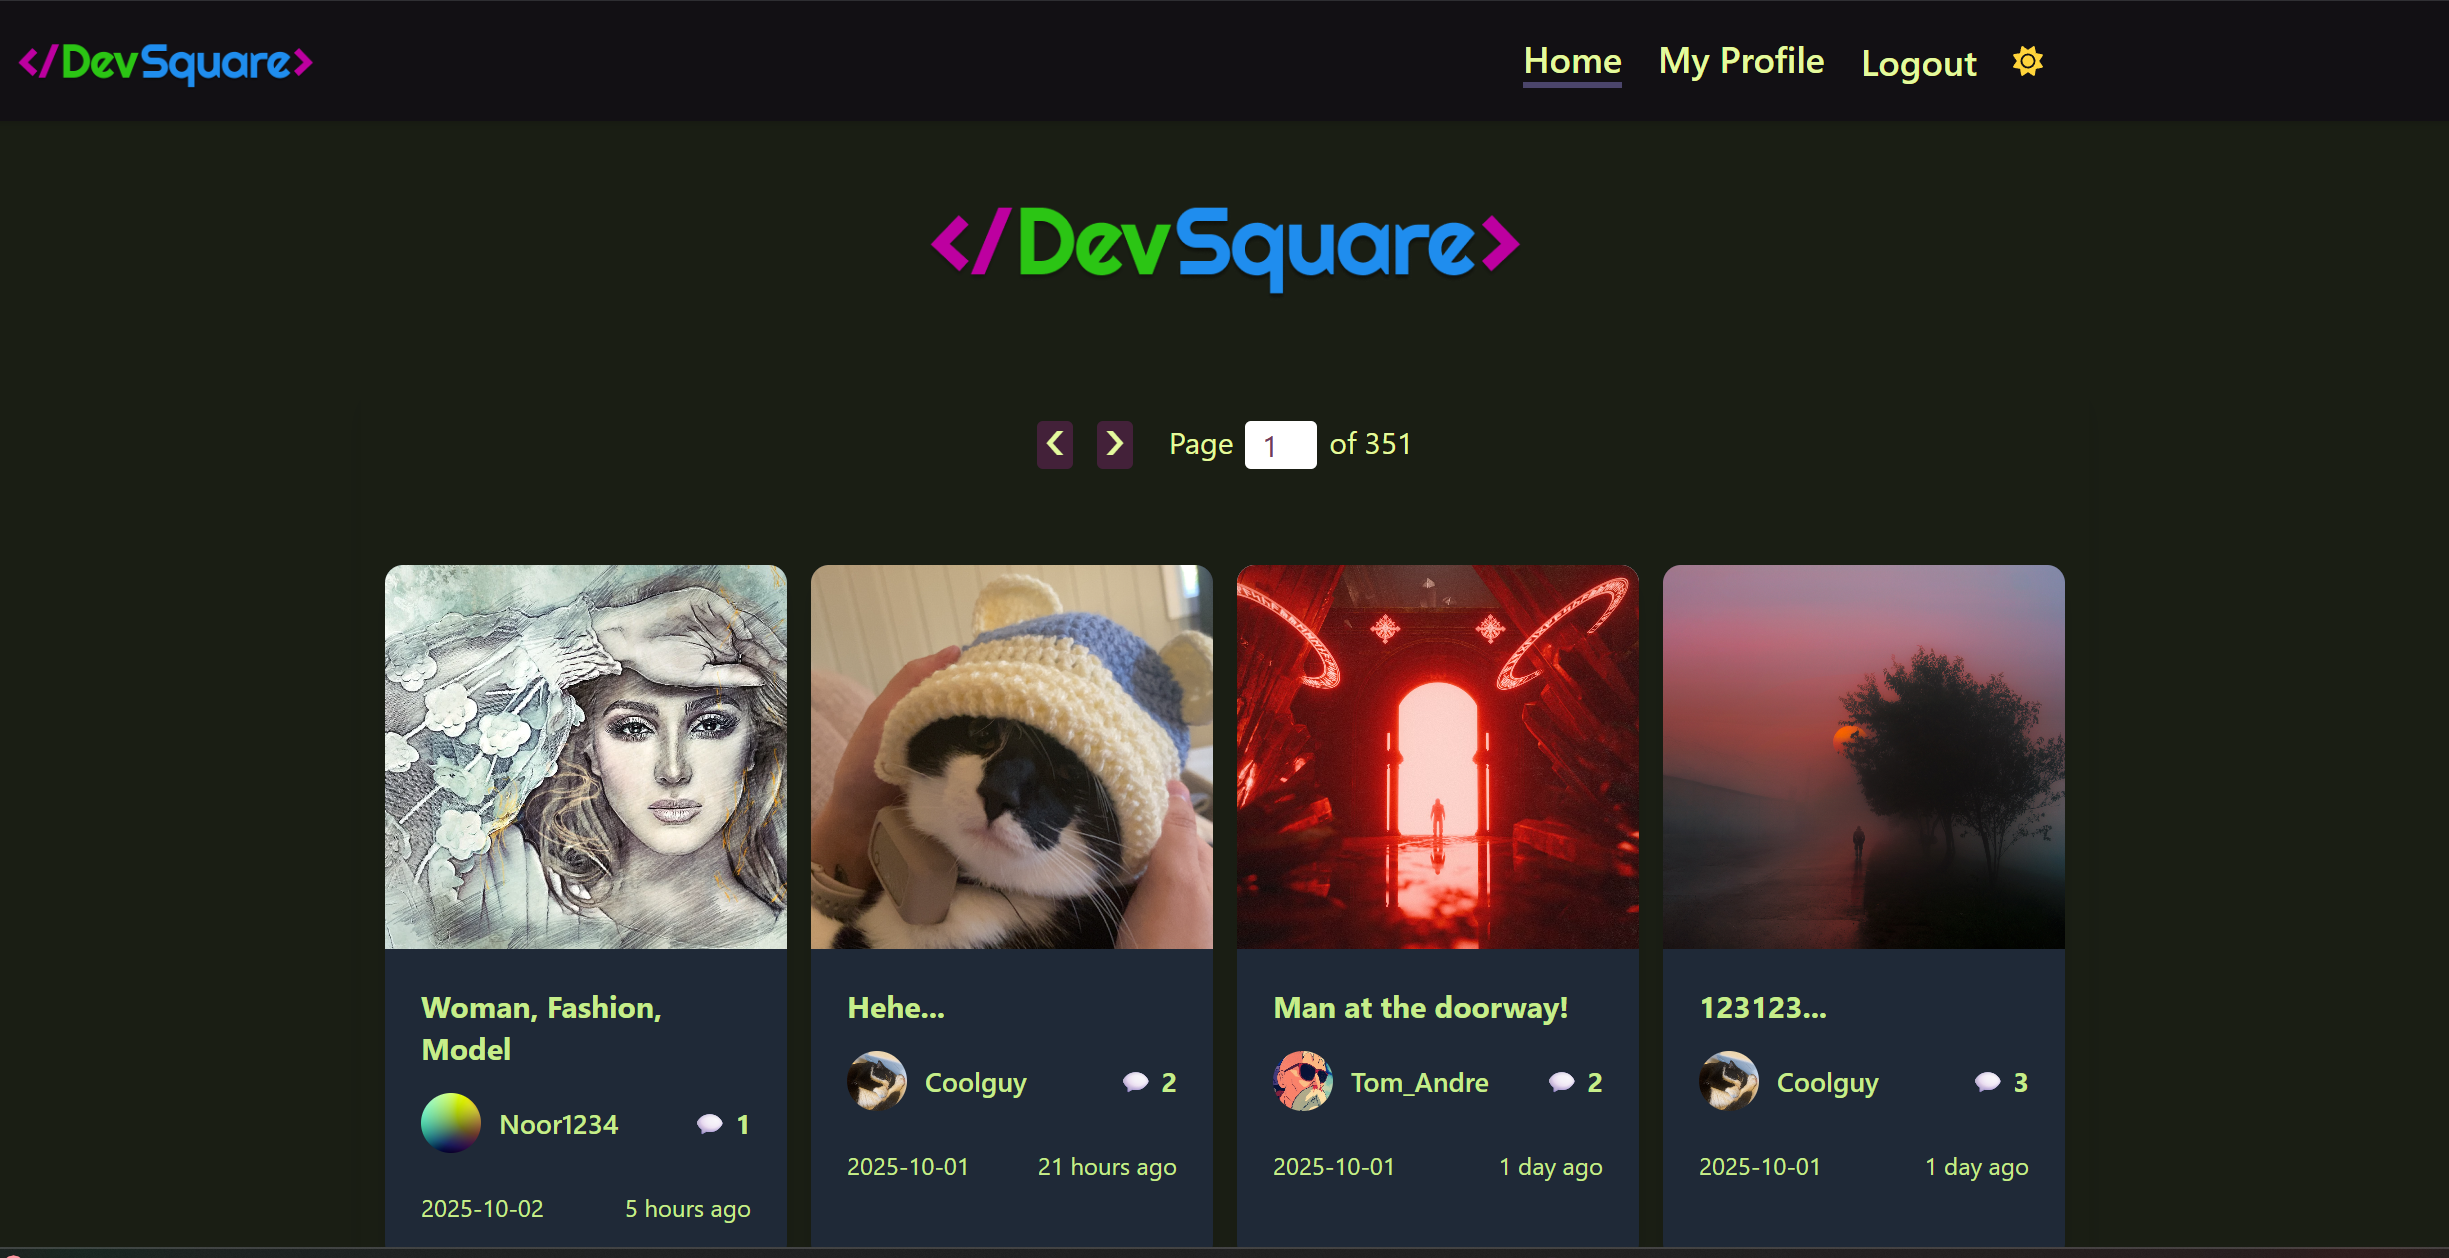 </DevSquare>
Home My Profile Logout
</DevSquare>
Page 1 of 351
Woman, Fashion,
Model
Noor1234 1
2025-10-02 5 hours ago
Hehe...
Coolguy 2
2025-10-01 21 hours ago
Man at the doorway!
Tom_Andre 2
2025-10-01 1 day ago
123123...
Coolguy 3
2025-10-01 1 day ago